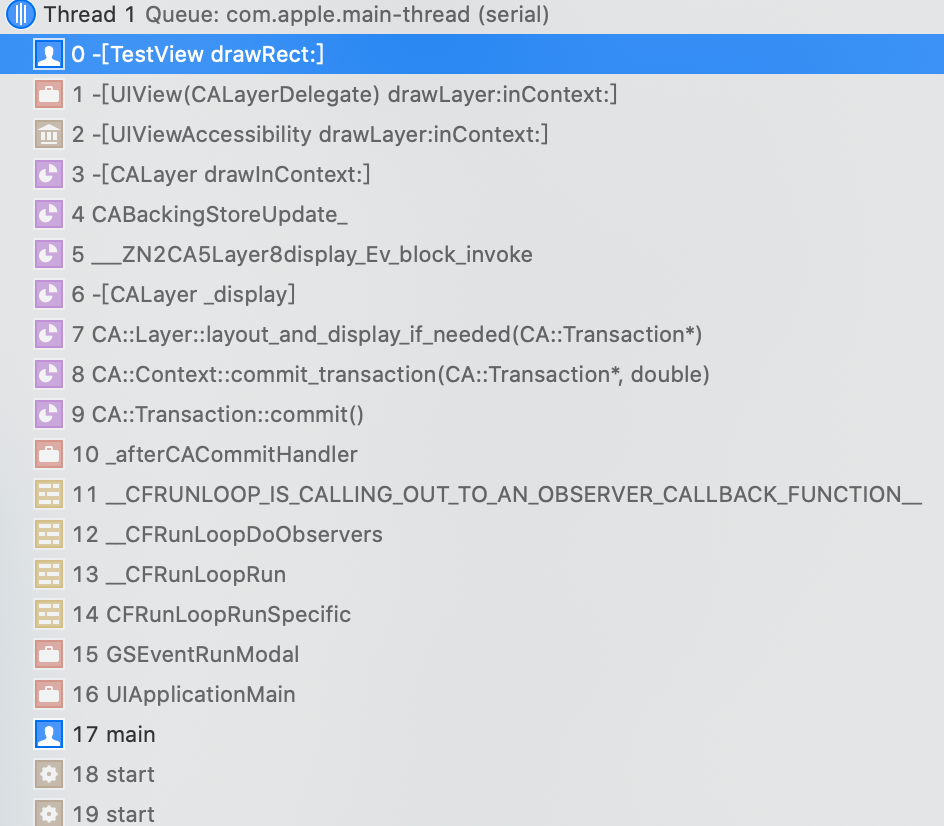 Thread 1 Queue: com.apple.main-thread (serial)
0 -[TestView drawRect:]
1 -[UIView(CALayerDelegate) drawLayer:inContext:]
2 -[UIViewAccessibility drawLayer:inContext:]
3 -[CALayer drawInContext:]
4 CABackingStoreUpdate_
5 ___ZN2CA5Layer8display_Ev_block_invoke
6 -[CALayer _display]
7 CA::Layer::layout_and_display_if_needed(CA::Transaction*)
8 CA::Context::commit_transaction(CA::Transaction*, double)
9 CA::Transaction::commit()
10 _afterCACommitHandler
11 __CFRUNLOOP_IS_CALLING_OUT_TO_AN_OBSERVER_CALLBACK_FUNCTION__
12 __CFRunLoopDoObservers
13 __CFRunLoopRun
14 CFRunLoopRunSpecific
15 GSEventRunModal
16 UIApplicationMain
17 main
18 start
19 start